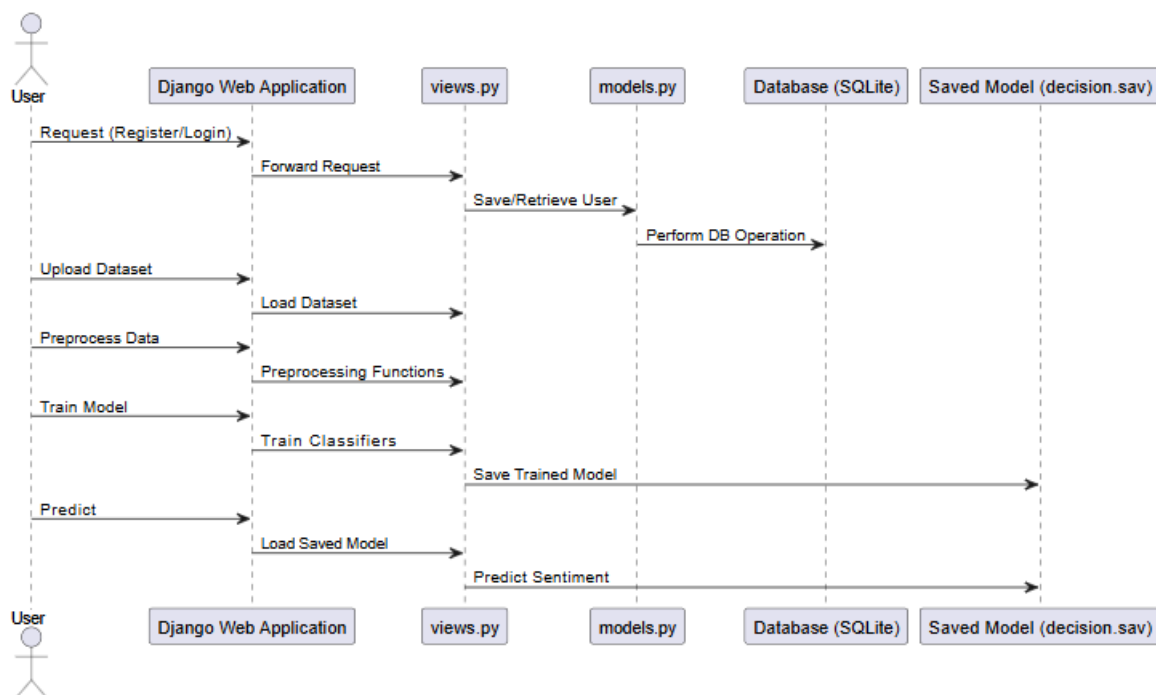 User
Django Web Application
views.py
models.py
Database (SQLite)
Saved Model (decision.sav)
Request (Register/Login)
Forward Request
Save/Retrieve User
Perform DB Operation
Upload Dataset
Load Dataset
Preprocess Data
Preprocessing Functions
Train Model
Train Classifiers
Save Trained Model
Predict
Load Saved Model
Predict Sentiment
User
Django Web Application
views.py
models.py
Database (SQLite)
Saved Model (decision.sav)